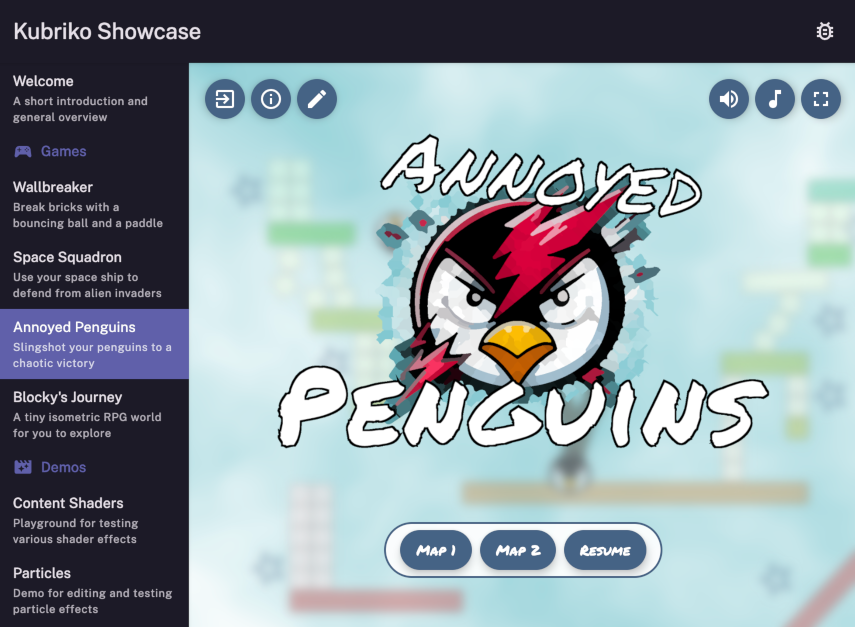 Kubriko Showcase
Welcome
A short introduction and
general overview
Games
Wallbreaker
Break bricks with a
bouncing ball and a paddle
Space Squadron
Use your space ship to
defend from alien invaders
Annoyed Penguins
Slingshot your penguins to a
chaotic victory
Blocky's Journey
A tiny isometric RPG world
for you to explore
Demos
Content Shaders
Playground for testing
various shader effects
Particles
Demo for editing and testing
particle effects
Annoyed
Penguins
Map 1
Map 2
Resume